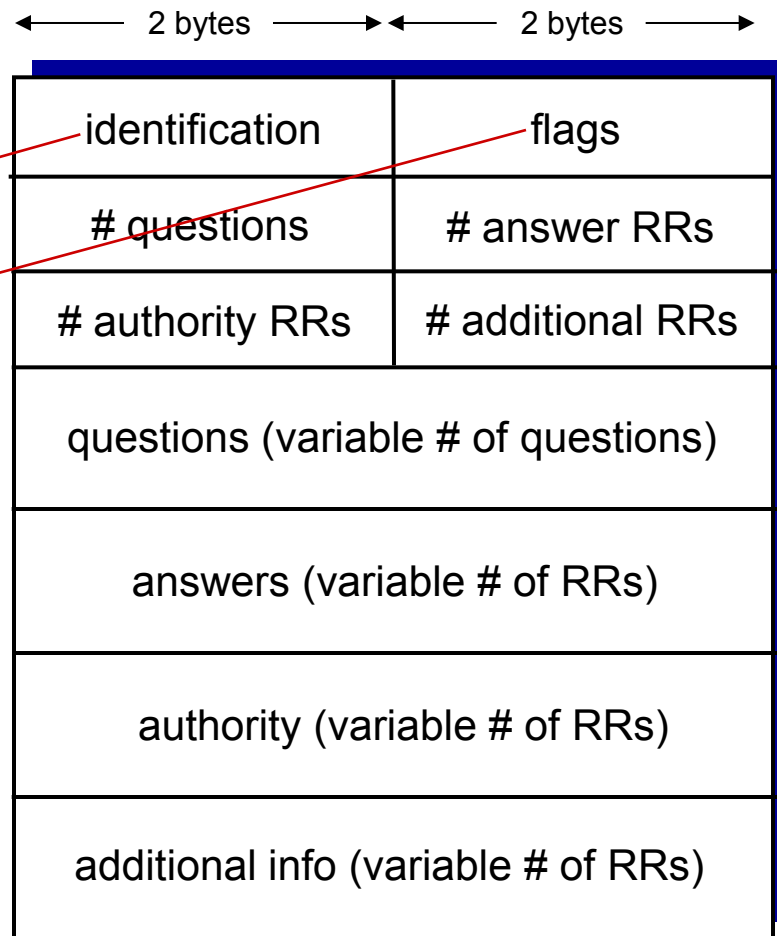 2 bytes 2 bytes
identification flags
# questions # answer RRs
# authority RRs # additional RRs
questions (variable # of questions)
answers (variable # of RRs)
authority (variable # of RRs)
additional info (variable # of RRs)